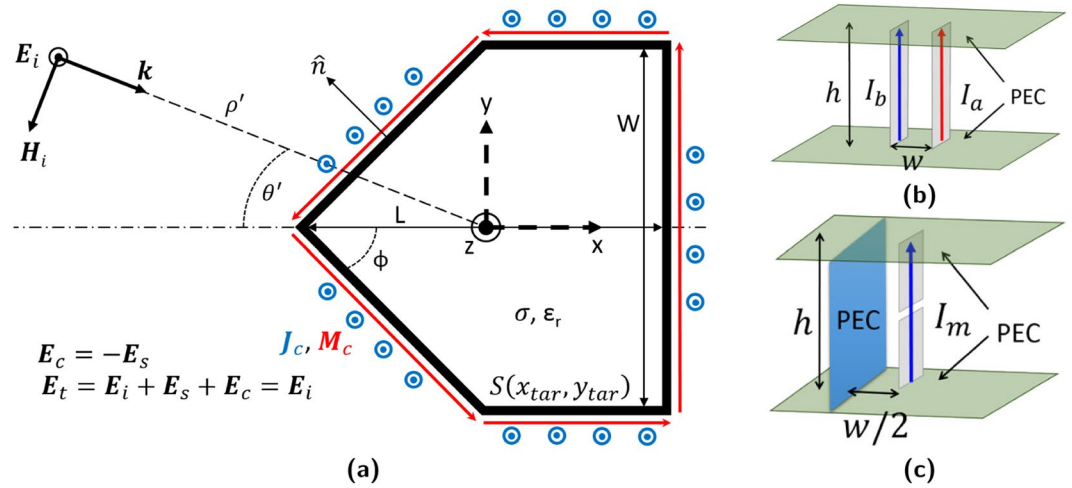 E_i
k
ρ′
H_i
θ′
n̂
L
W
y
x
z
ϕ
σ, ε_r
J_c, M_c
E_c = −E_s
E_t = E_i + E_s + E_c = E_i
S(x_tar, y_tar)
(a)
h
I_b
I_a
PEC
w
(b)
h
PEC
I_m
PEC
w/2
(c)